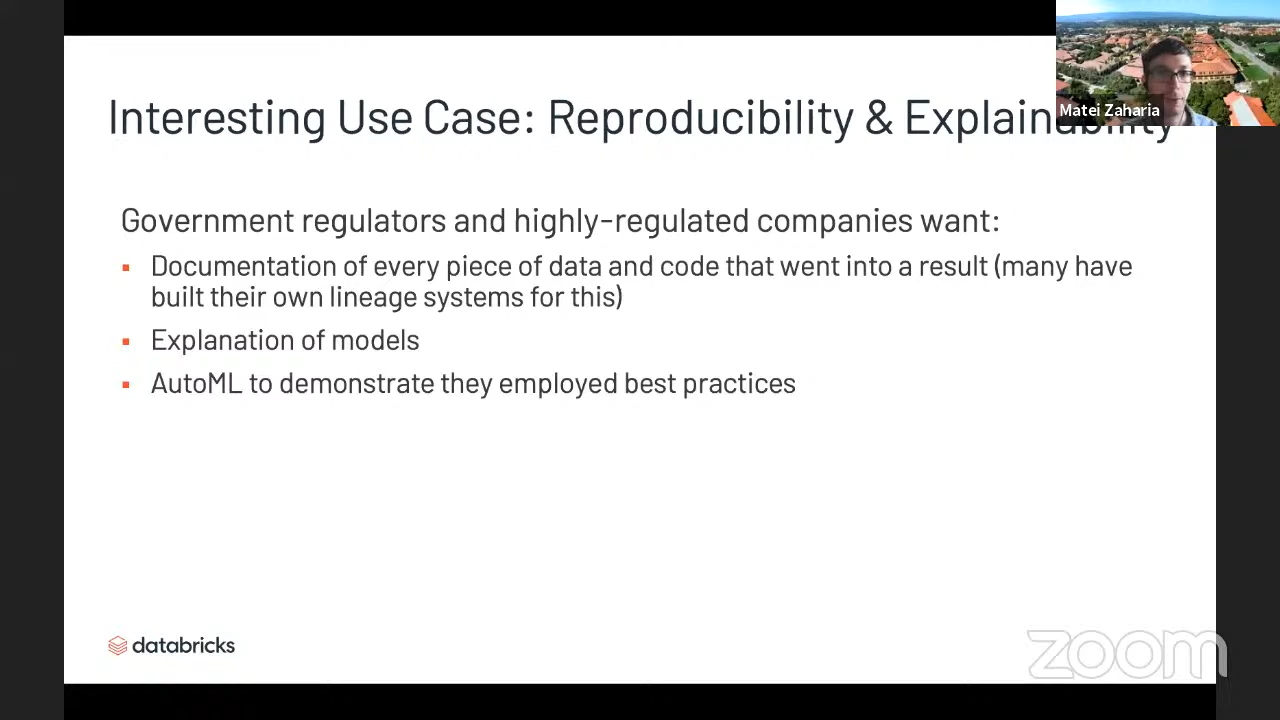 Interesting Use Case: Reproducibility & Explainability
Matei Zaharia
Government regulators and highly-regulated companies want:
Documentation of every piece of data and code that went into a result (many have
built their own lineage systems for this)
Explanation of models
AutoML to demonstrate they employed best practices
databricks
zoom